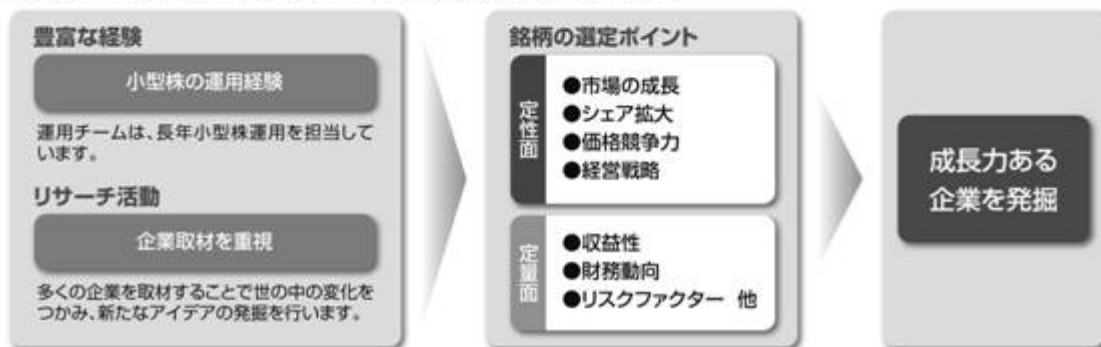 豊富な経験
小型株の運用経験
運用チームは、長年小型株運用を担当して
います。
リサーチ活動
企業取材を重視
多くの企業を取材することで世の中の変化を
つかみ、新たなアイデアの発掘を行います。
銘柄の選定ポイント
定性面
●市場の成長
●シェア拡大
●価格競争力
●経営戦略
定量面
●収益性
●財務動向
●リスクファクター 他
成長力ある
企業を発掘